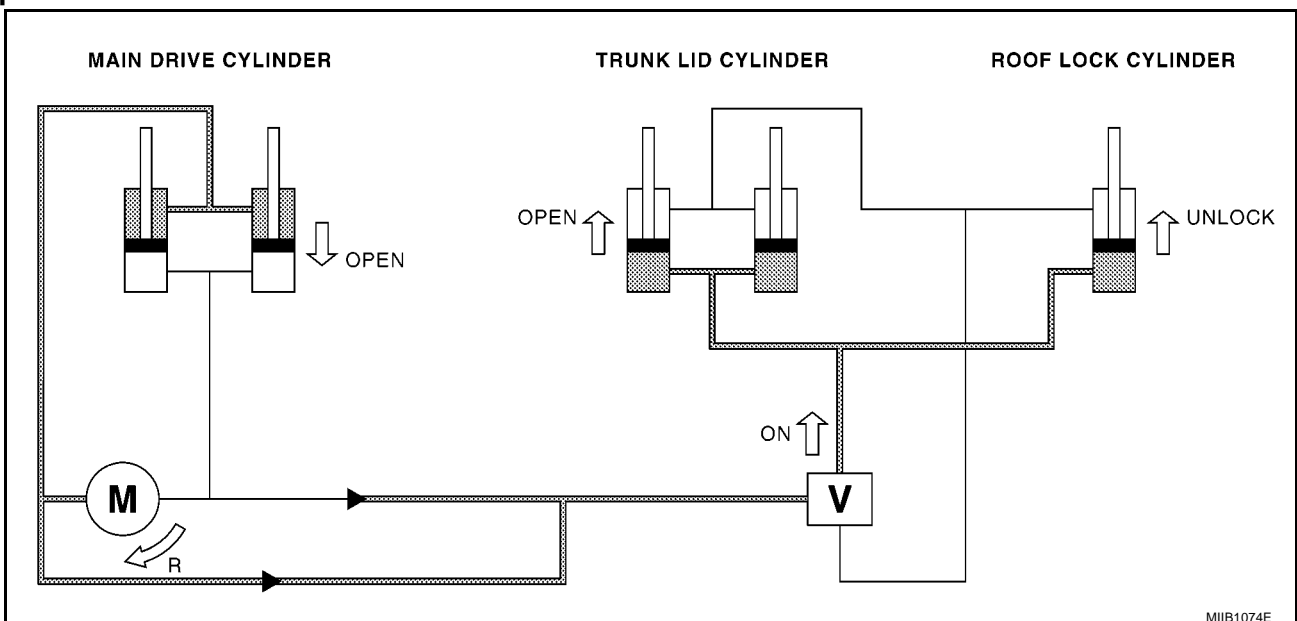 MAIN DRIVE CYLINDER
TRUNK LID CYLINDER
ROOF LOCK CYLINDER
OPEN
OPEN
UNLOCK
ON
M
V
R
MIIB1074E